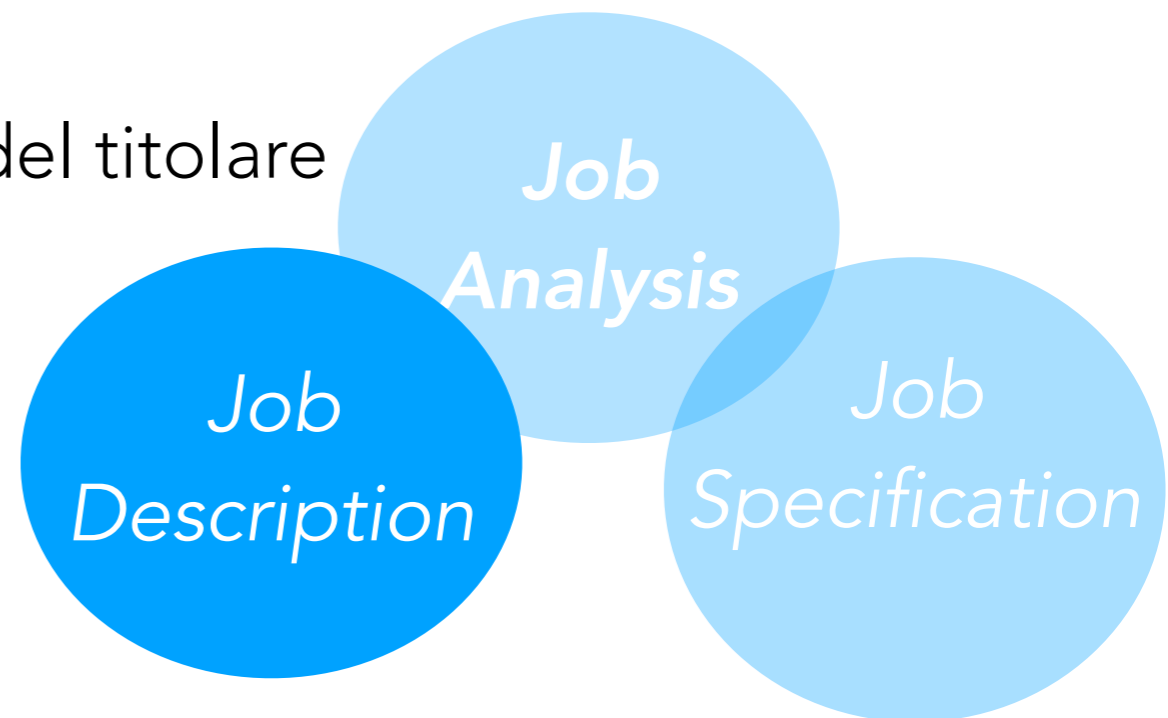 del titolare
Job
Analysis
Job
Description
Job
Specification